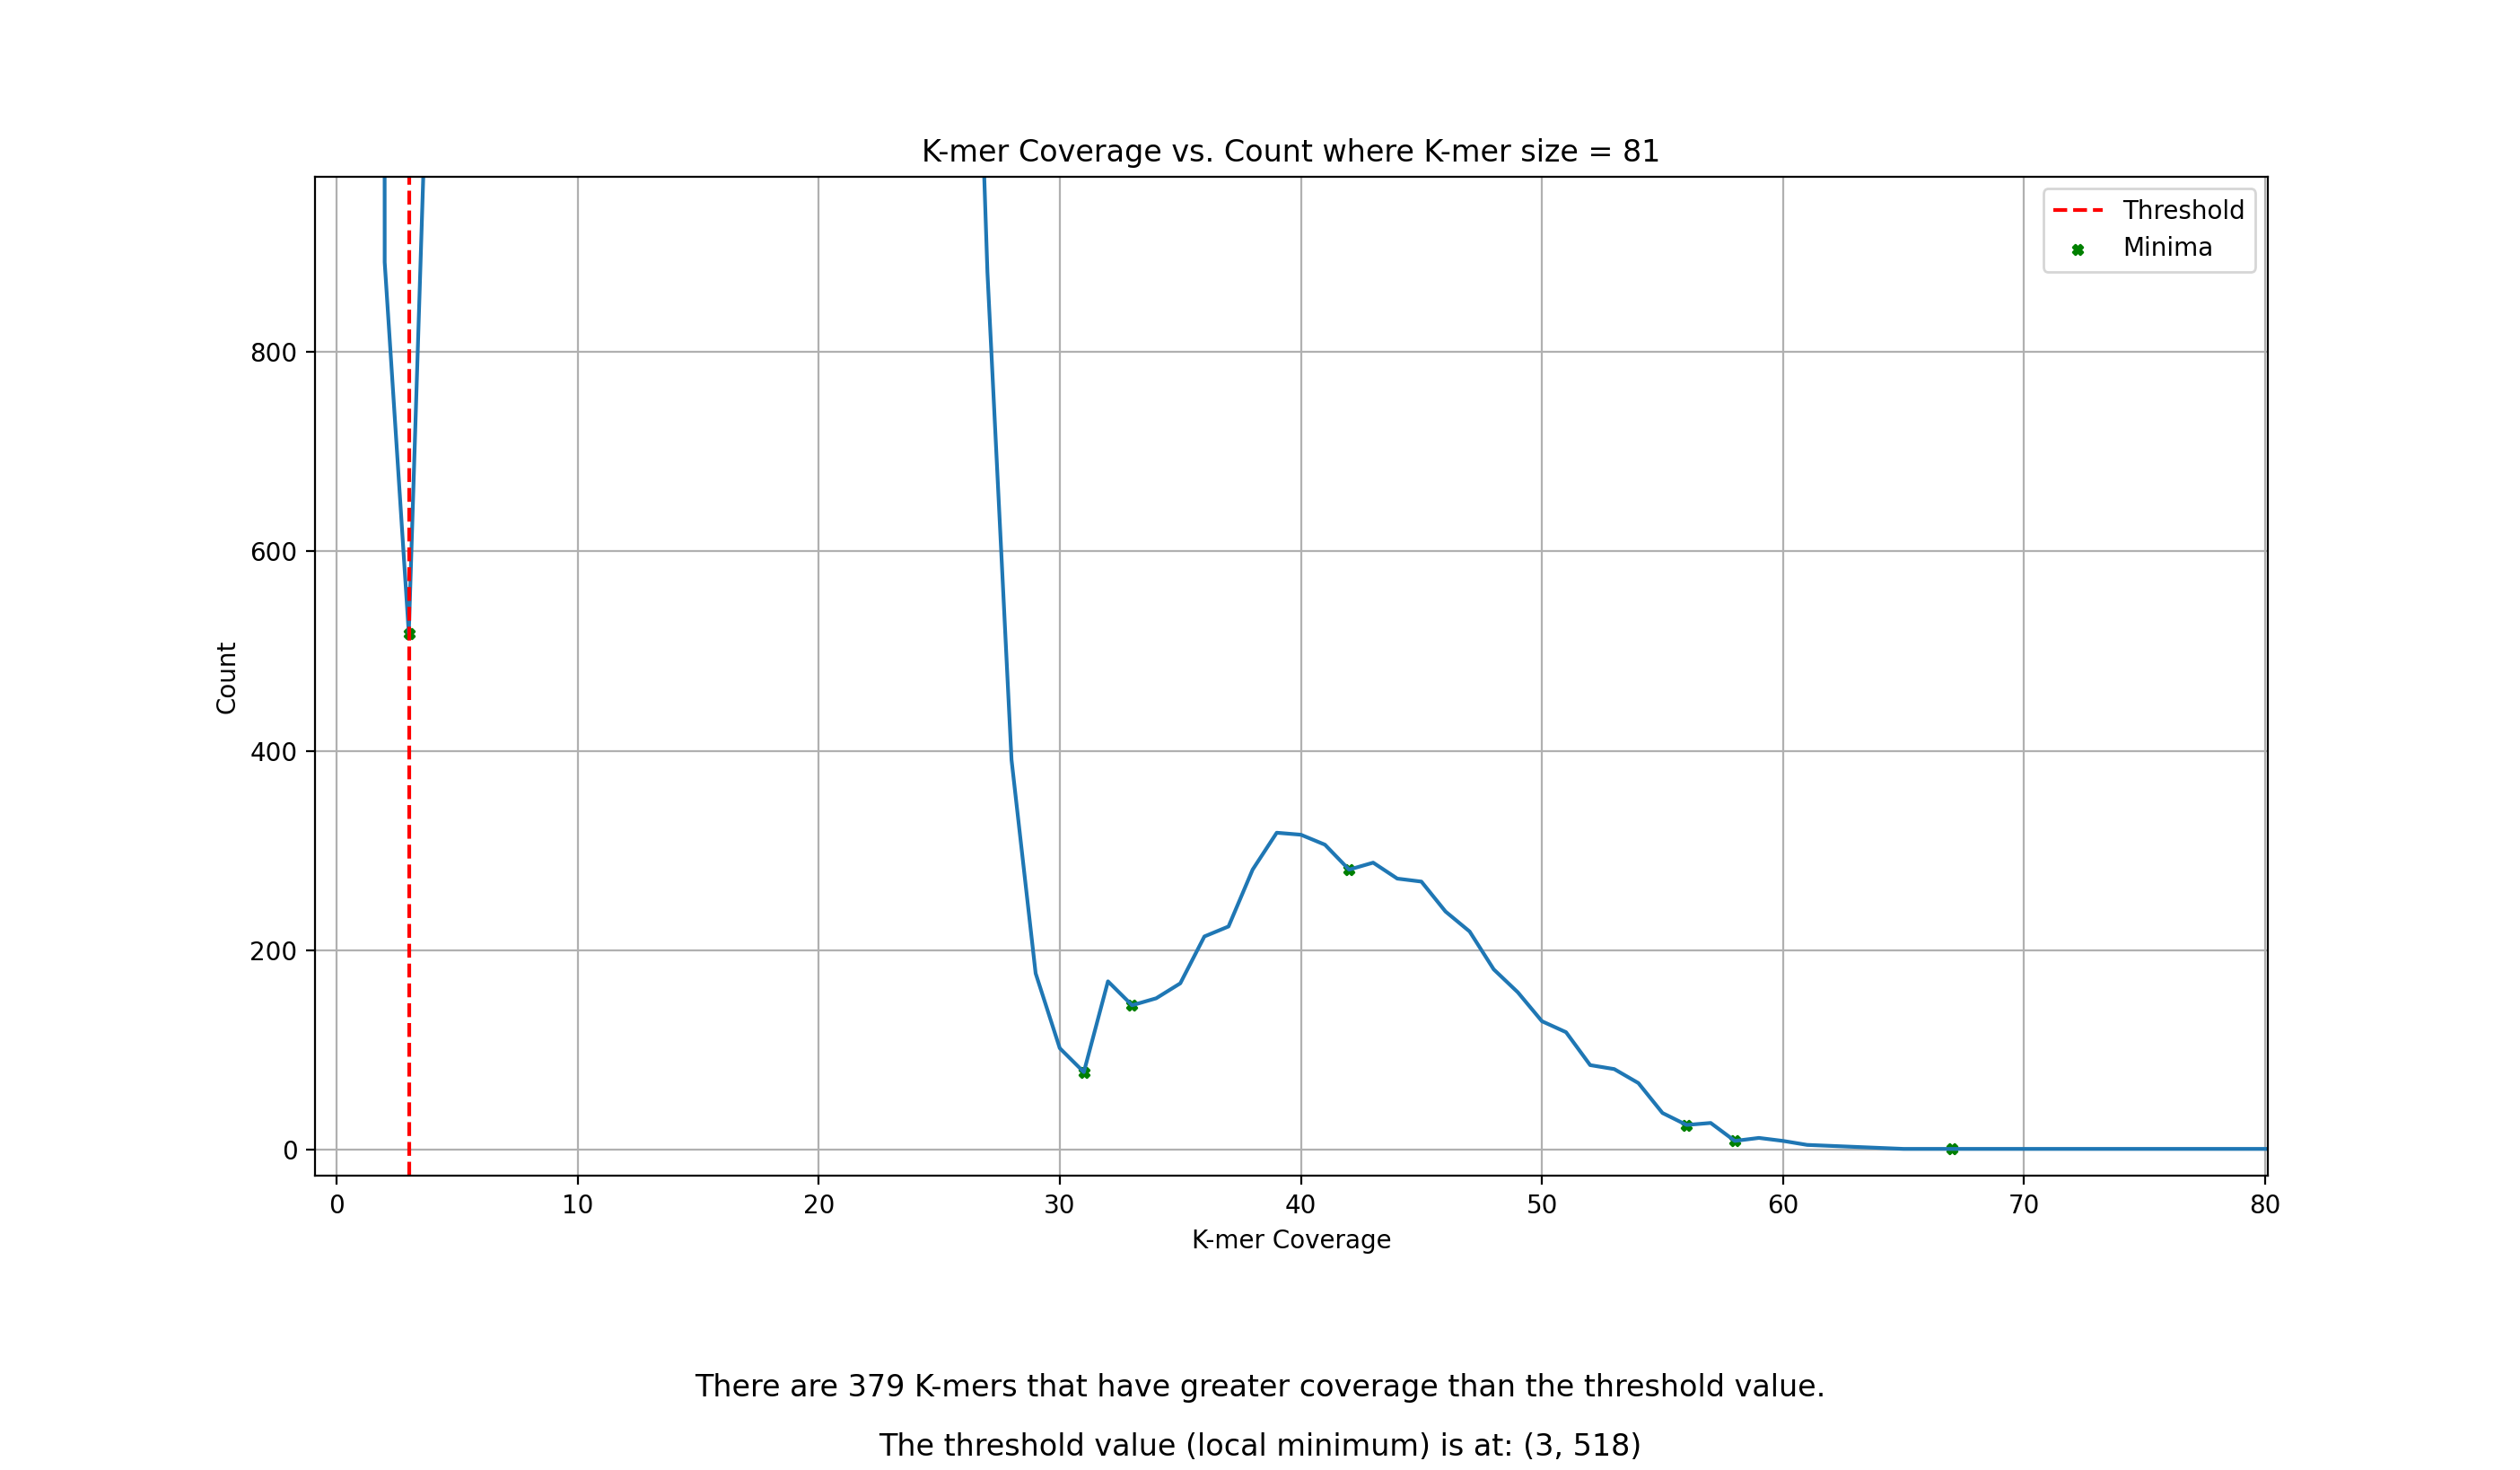 K-mer Coverage vs. Count where K-mer size = 81
Threshold
Minima
800
600
400
200
0
Count
0 10 20 30 40 50 60 70 80
K-mer Coverage
There are 379 K-mers that have greater coverage than the threshold value.
The threshold value (local minimum) is at: (3, 518)